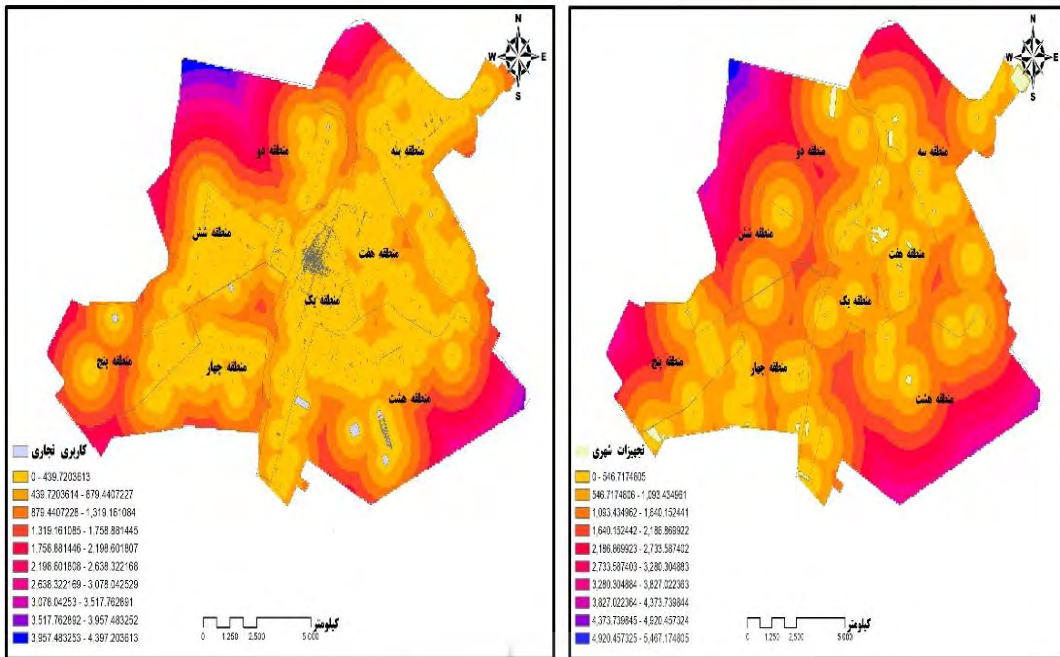 N
W E
S
منطقه دو
منطقه سه
منطقه شش
منطقه هفت
منطقه یک
منطقه پنج
منطقه چهار
منطقه هشت
کاربری تجاری
0 - 439.7203613
439.7203614 - 879.4407227
879.4407228 - 1,319.161084
1,319.161085 - 1,758.881445
1,758.881446 - 2,198.601807
2,198.601808 - 2,638.322168
2,638.322169 - 3,078.042529
3,078.04253 - 3,517.762891
3,517.762892 - 3,957.483252
3,957.483253 - 4,397.203613
کیلومتر
0 1,250 2,500 5,000
N
W E
S
منطقه دو
منطقه سه
منطقه شش
منطقه هفت
منطقه یک
منطقه پنج
منطقه چهار
منطقه هشت
تجهیزات شهری
0 - 546.7174805
546.7174806 - 1,093.434961
1,093.434962 - 1,640.152441
1,640.152442 - 2,186.869922
2,186.869923 - 2,733.587402
2,733.587403 - 3,280.304883
3,280.304884 - 3,827.022363
3,827.022364 - 4,373.739844
4,373.739845 - 4,920.457324
4,920.457325 - 5,467.174805
کیلومتر
0 1,250 2,500 5,000